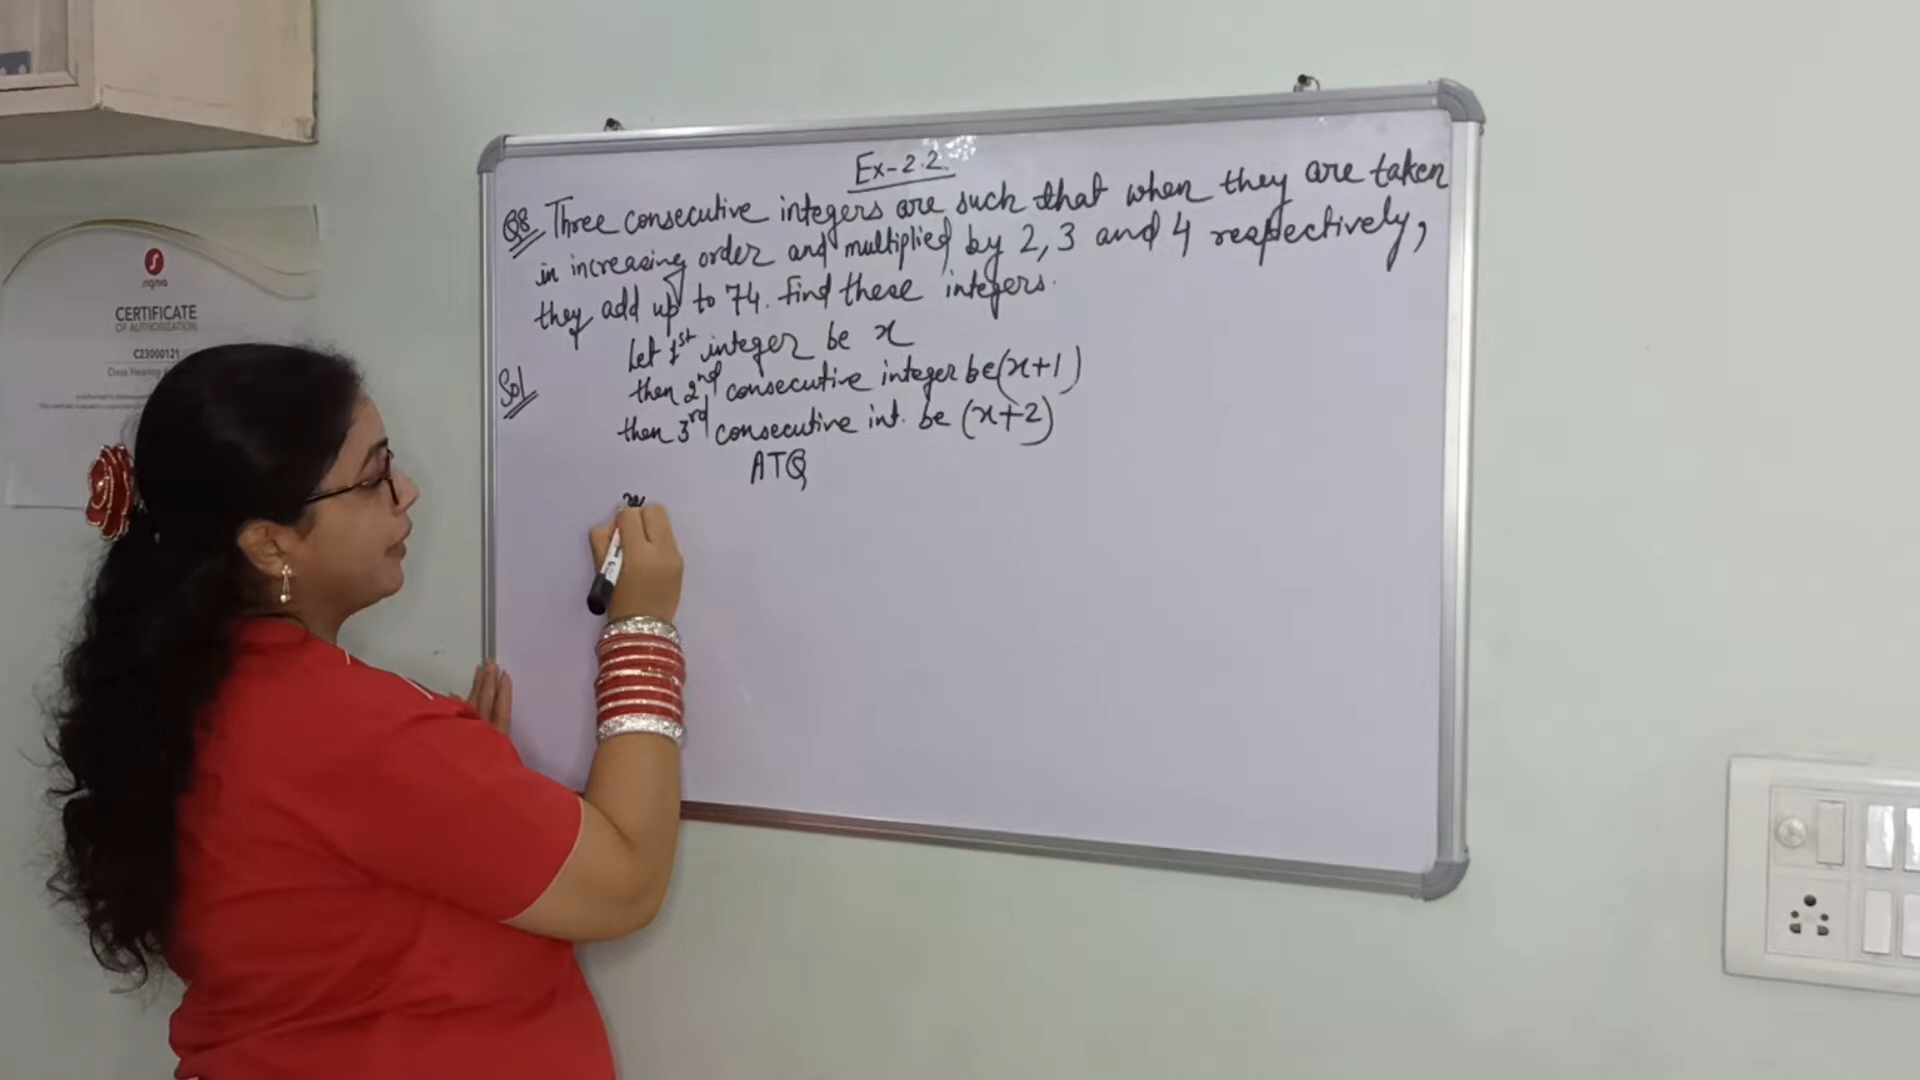 Ex-2.2.
Q8. Three consecutive integers are such that when they are taken
in increasing order and multiplied by 2, 3 and 4 respectively,
they add up to 74. Find these integers.
Sol
Let 1st integer be x
then 2nd consecutive integer be (x+1)
then 3rd consecutive int. be (x+2)
ATQ
signia
CERTIFICATE
OF AUTHORIZATION
C23000121